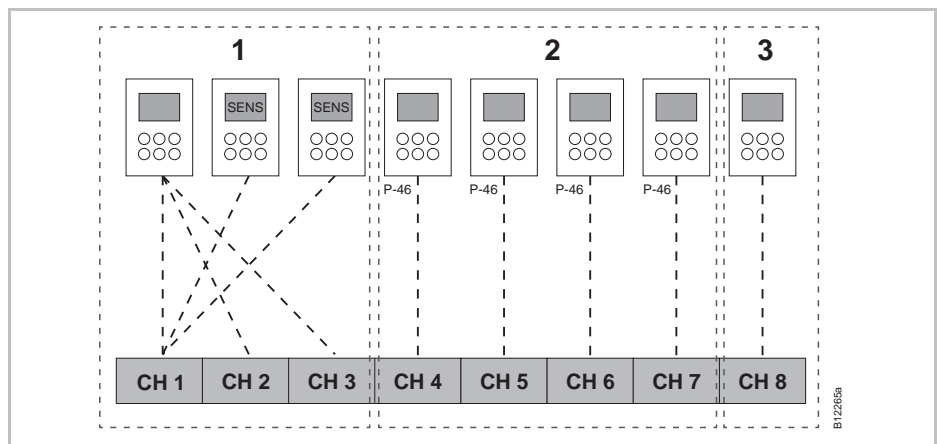 1 2 3
SENS SENS
P-46 P-46 P-46 P-46
CH 1 CH 2 CH 3 CH 4 CH 5 CH 6 CH 7 CH 8
B12265a